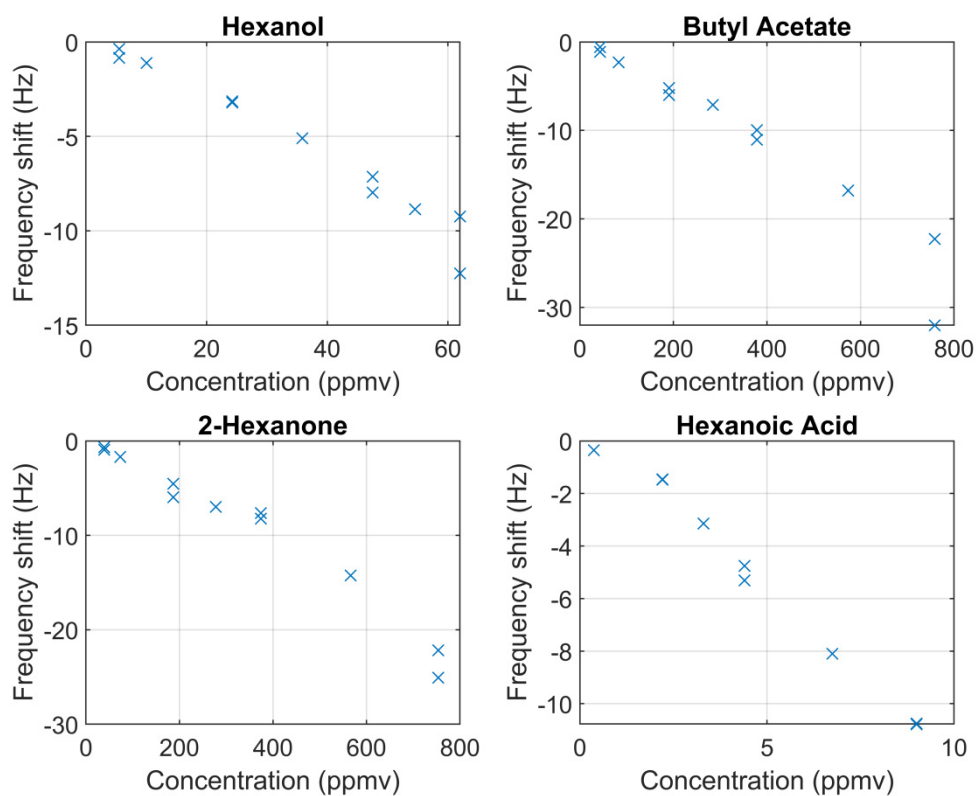 Hexanol
0
-5
-10
-15
0 20 40 60
Frequency shift (Hz)
Concentration (ppmv)
Butyl Acetate
0
-10
-20
-30
0 200 400 600 800
Frequency shift (Hz)
Concentration (ppmv)
2-Hexanone
0
-10
-20
-30
0 200 400 600 800
Frequency shift (Hz)
Concentration (ppmv)
Hexanoic Acid
0
-2
-4
-6
-8
-10
0 5 10
Frequency shift (Hz)
Concentration (ppmv)